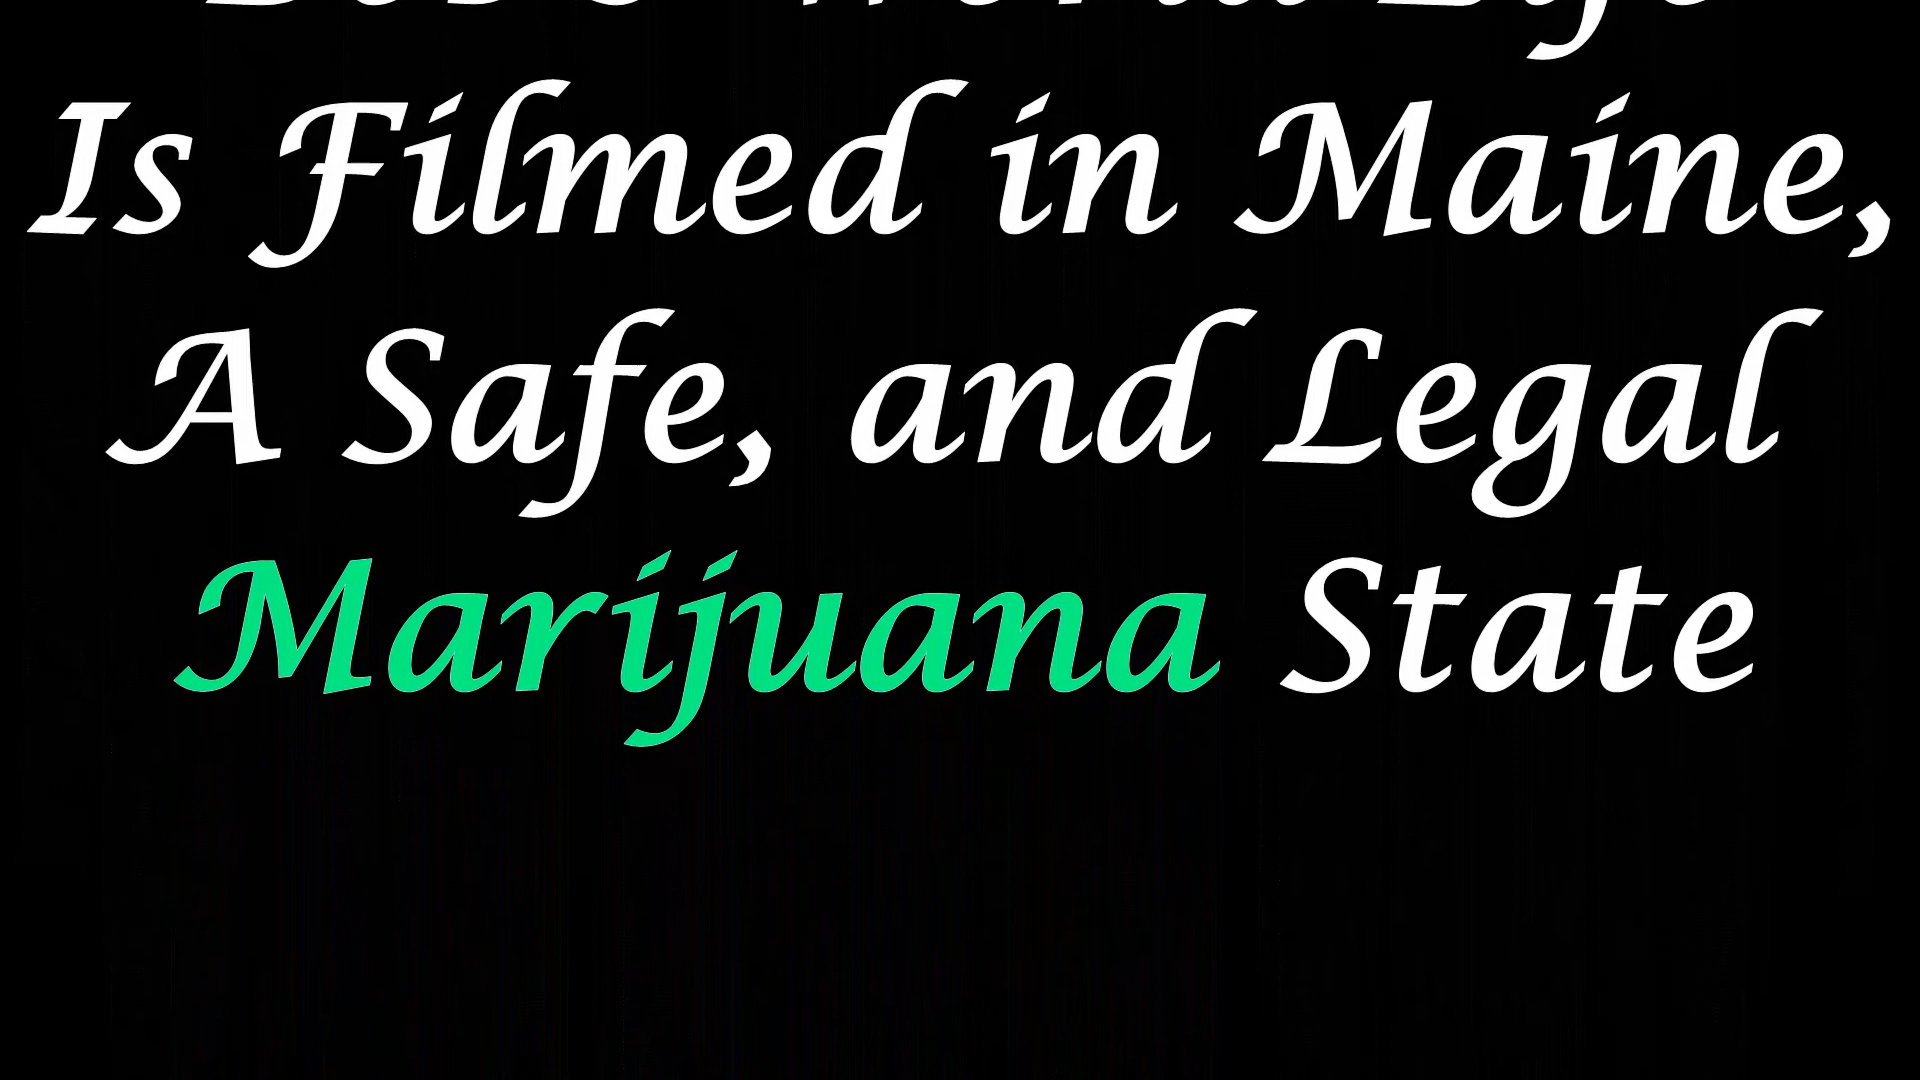 Is Filmed in Maine,
A Safe, and Legal
Marijuana State